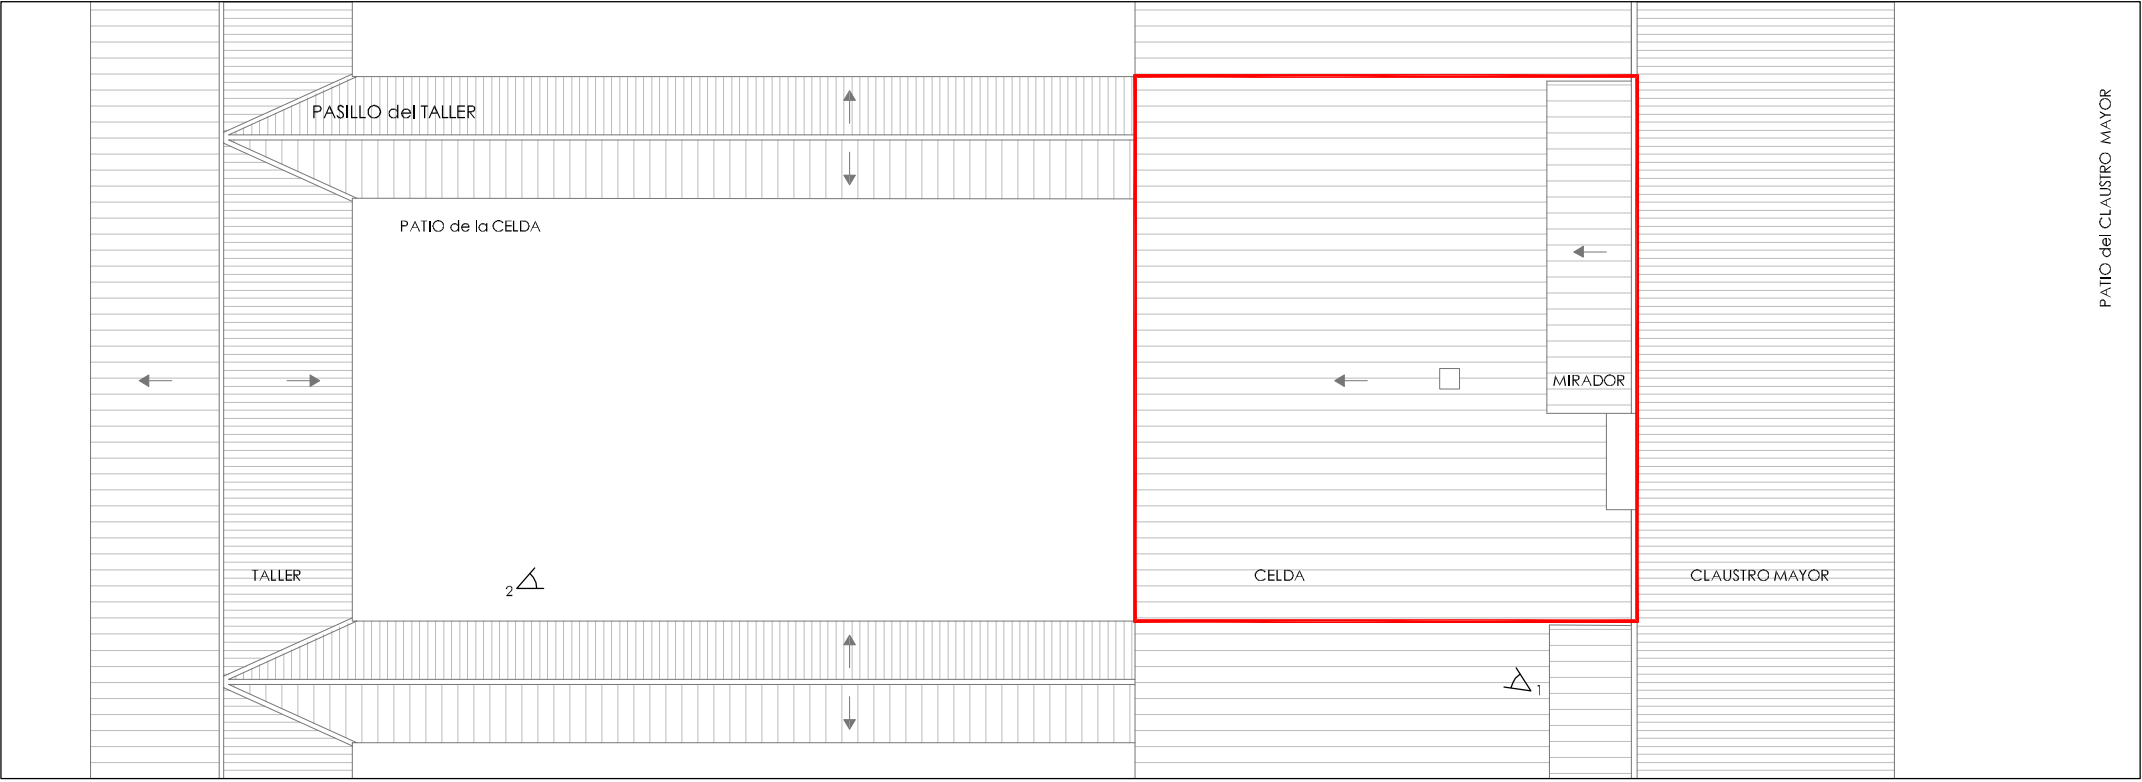 PASILLO del TALLER
PATIO de la CELDA
PATIO del CLAUSTRO MAYOR
MIRADOR
TALLER
2
CELDA
CLAUSTRO MAYOR
1